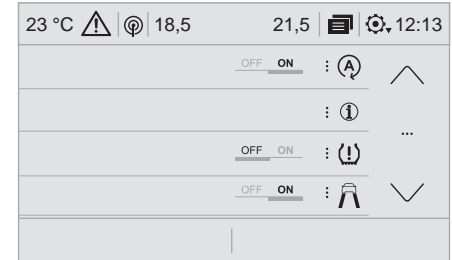 23 °C 18,5 21,5 12:13
OFF ON : A
: i
...
OFF ON : (!)
OFF ON :